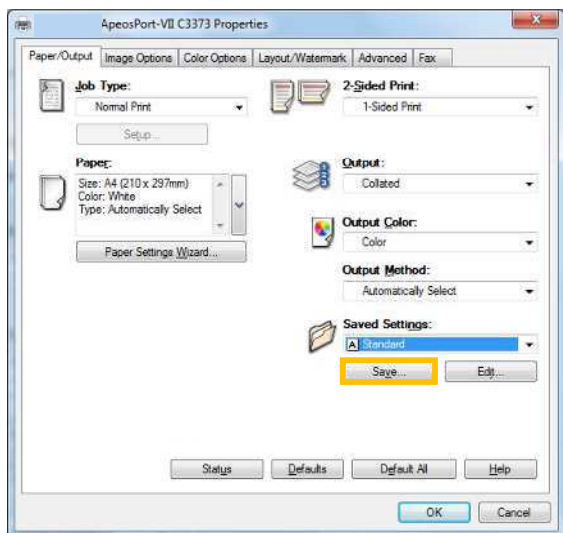 ApeosPort-VII C3373 Properties
Paper/Output Image Options Color Options Layout/Watermark Advanced Fax
Job Type:
Normal Print
Setup...
Paper:
Size: A4 (210 x 297mm)
Color: White
Type: Automatically Select
Paper Settings Wizard...
2-Sided Print:
1-Sided Print
Output:
Collated
Output Color:
Color
Output Method:
Automatically Select
Saved Settings:
A Standard
Save... Edit...
Status Defaults Default All Help
OK Cancel